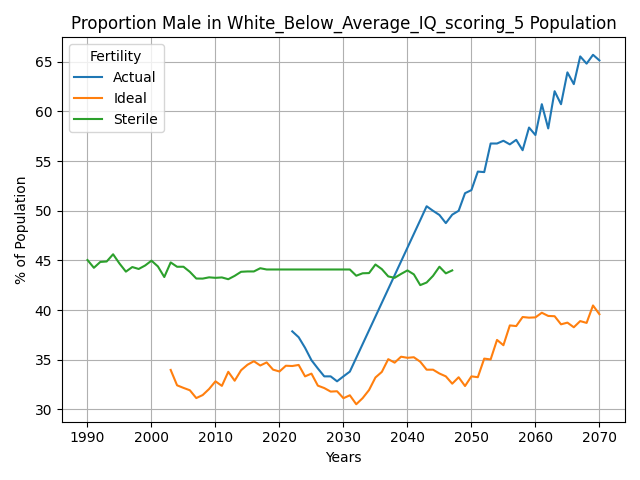 Proportion Male in White_Below_Average_IQ_scoring_5 Population
Fertility
Actual
Ideal
Sterile
% of Population
65
60
55
50
45
40
35
30
1990 2000 2010 2020 2030 2040 2050 2060 2070
Years